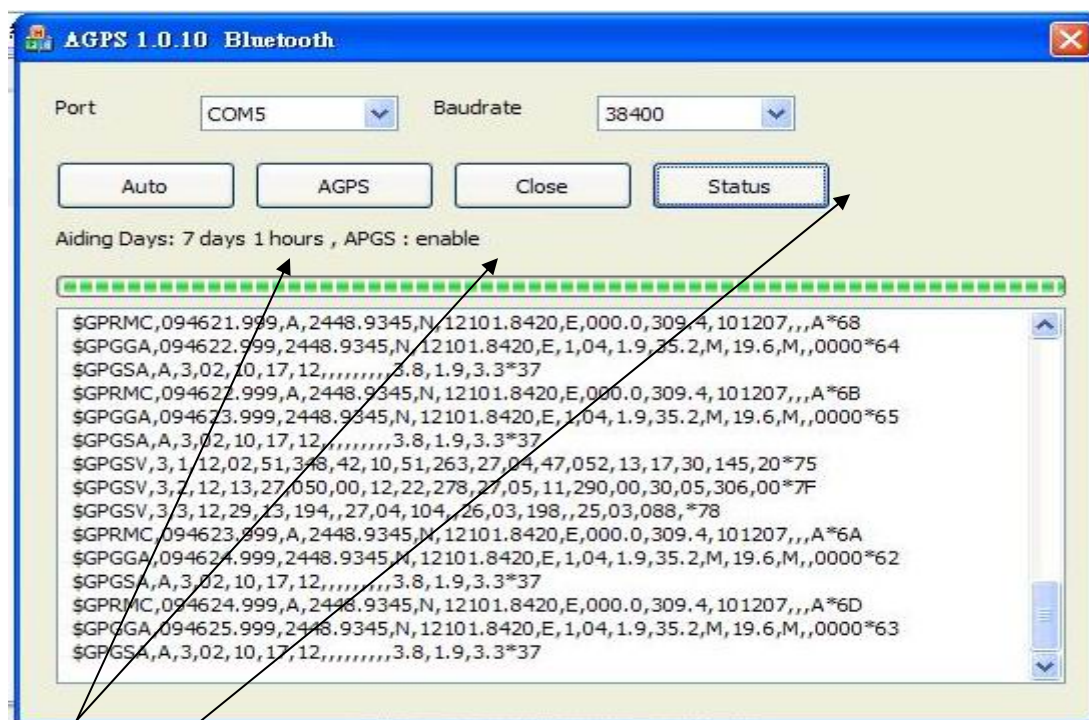 AGPS 1.0.10 Bluetooth
Port COM5 Baudrate 38400
Auto AGPS Close Status
Aiding Days: 7 days 1 hours , APGS : enable
$GPRMC,094621.999,A,2448.9345,N,12101.8420,E,000.0,309.4,101207,,,A*68
$GPGGA,094622.999,2448.9345,N,12101.8420,E,1,04,1.9,35.2,M,19.6,M,,0000*64
$GPGSA,A,3,02,10,17,12,,,,,,,,,3.8,1.9,3.3*37
$GPRMC,094622.999,A,2448.9345,N,12101.8420,E,000.0,309.4,101207,,,A*6B
$GPGGA,094623.999,2448.9345,N,12101.8420,E,1,04,1.9,35.2,M,19.6,M,,0000*65
$GPGSA,A,3,02,10,17,12,,,,,,,,,3.8,1.9,3.3*37
$GPGSV,3,1,12,02,51,348,42,10,51,263,27,04,47,052,13,17,30,145,20*75
$GPGSV,3,2,12,13,27,050,00,12,22,278,27,05,11,290,00,30,05,306,00*7F
$GPGSV,3,3,12,29,13,194,,27,04,104,,26,03,198,,25,03,088,*78
$GPRMC,094623.999,A,2448.9345,N,12101.8420,E,000.0,309.4,101207,,,A*6A
$GPGGA,094624.999,2448.9345,N,12101.8420,E,1,04,1.9,35.2,M,19.6,M,,0000*62
$GPGSA,A,3,02,10,17,12,,,,,,,,,3.8,1.9,3.3*37
$GPRMC,094624.999,A,2448.9345,N,12101.8420,E,000.0,309.4,101207,,,A*6D
$GPGGA,094625.999,2448.9345,N,12101.8420,E,1,04,1.9,35.2,M,19.6,M,,0000*63
$GPGSA,A,3,02,10,17,12,,,,,,,,,3.8,1.9,3.3*37